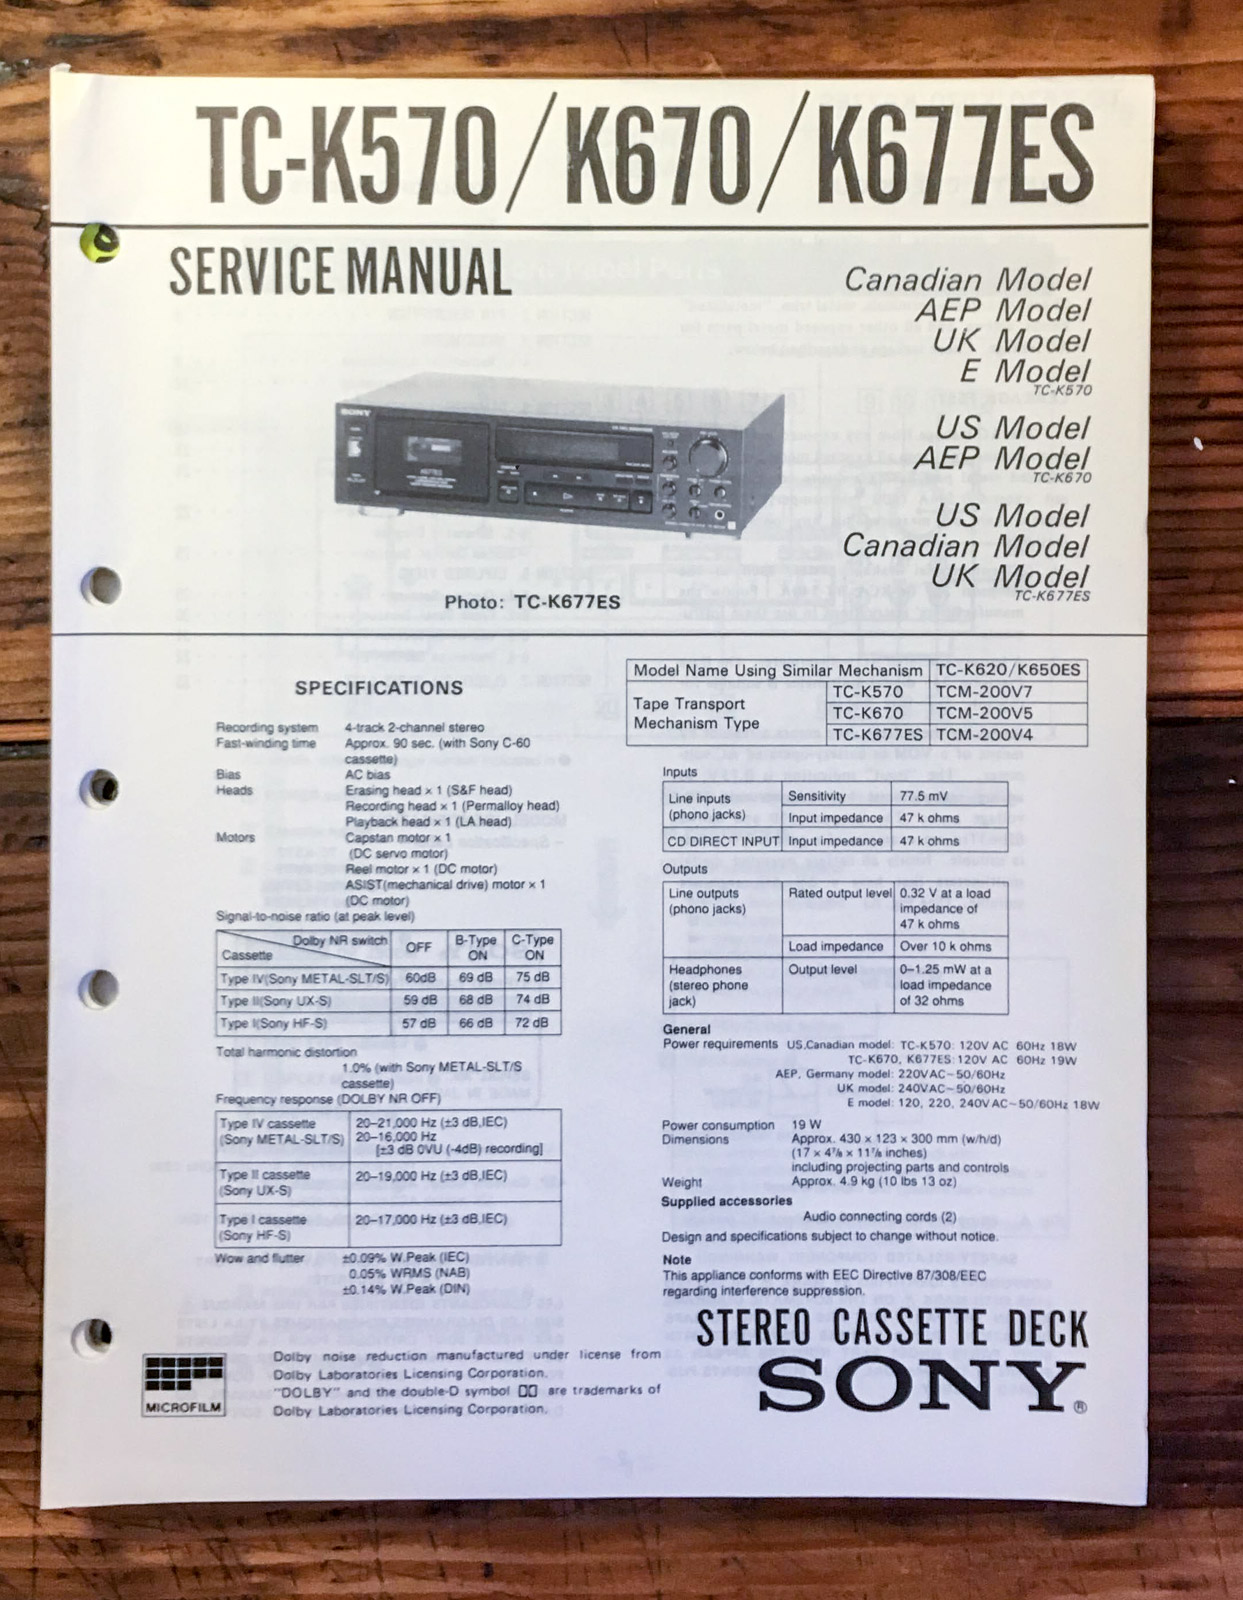 TC-K570/K670/K677ES
SERVICE MANUAL
Canadian Model
AEP Model
UK Model
E Model
TC-K570
US Model
AEP Model
TC-K670
US Model
Canadian Model
UK Model
TC-K677ES
SONY
Photo: TC-K677ES
SPECIFICATIONS
Recording system 4-track 2-channel stereo
Fast-winding time Approx. 90 sec. (with Sony C-60
cassette)
Bias AC bias
Heads Erasing head × 1 (S&F head)
Recording head × 1 (Permalloy head)
Playback head × 1 (LA head)
Motors Capstan motor × 1
(DC servo motor)
Reel motor × 1 (DC motor)
ASIST(mechanical drive) motor × 1
(DC motor)
Signal-to-noise ratio (at peak level)
Dolby NR switch
Cassette
OFF
B-Type
ON
C-Type
ON
Type IV(Sony METAL-SLT/S) 60dB 69 dB 75 dB
Type II(Sony UX-S) 59 dB 68 dB 74 dB
Type I(Sony HF-S) 57 dB 66 dB 72 dB
Total harmonic distortion
1.0% (with Sony METAL-SLT/S
cassette)
Frequency response (DOLBY NR OFF)
Type IV cassette 20–21,000 Hz (±3 dB,IEC)
(Sony METAL-SLT/S) 20–16,000 Hz
[±3 dB 0VU (-4dB) recording]
Type II cassette 20–19,000 Hz (±3 dB,IEC)
(Sony UX-S)
Type I cassette 20–17,000 Hz (±3 dB,IEC)
(Sony HF-S)
Wow and flutter ±0.09% W.Peak (IEC)
0.05% WRMS (NAB)
±0.14% W.Peak (DIN)
Model Name Using Similar Mechanism TC-K620/K650ES
Tape Transport
Mechanism Type
TC-K570 TCM-200V7
TC-K670 TCM-200V5
TC-K677ES TCM-200V4
Inputs
Line inputs
(phono jacks)
Sensitivity 77.5 mV
Input impedance 47 k ohms
CD DIRECT INPUT Input impedance 47 k ohms
Outputs
Line outputs
(phono jacks)
Rated output level 0.32 V at a load
impedance of
47 k ohms
Load impedance Over 10 k ohms
Headphones
(stereo phone
jack)
Output level 0–1.25 mW at a
load impedance
of 32 ohms
General
Power requirements US,Canadian model: TC-K570: 120V AC 60Hz 18W
TC-K670, K677ES: 120V AC 60Hz 19W
AEP, Germany model: 220VAC~50/60Hz
UK model: 240VAC~50/60Hz
E model: 120, 220, 240VAC~50/60Hz 18W
Power consumption 19 W
Dimensions Approx. 430 × 123 × 300 mm (w/h/d)
(17 × 4⅞ × 11⅞ inches)
including projecting parts and controls
Weight Approx. 4.9 kg (10 lbs 13 oz)
Supplied accessories
Audio connecting cords (2)
Design and specifications subject to change without notice.
Note
This appliance conforms with EEC Directive 87/308/EEC
regarding interference suppression.
STEREO CASSETTE DECK
SONY®
MICROFILM
Dolby noise reduction manufactured under license from
Dolby Laboratories Licensing Corporation.
"DOLBY" and the double-D symbol are trademarks of
Dolby Laboratories Licensing Corporation.